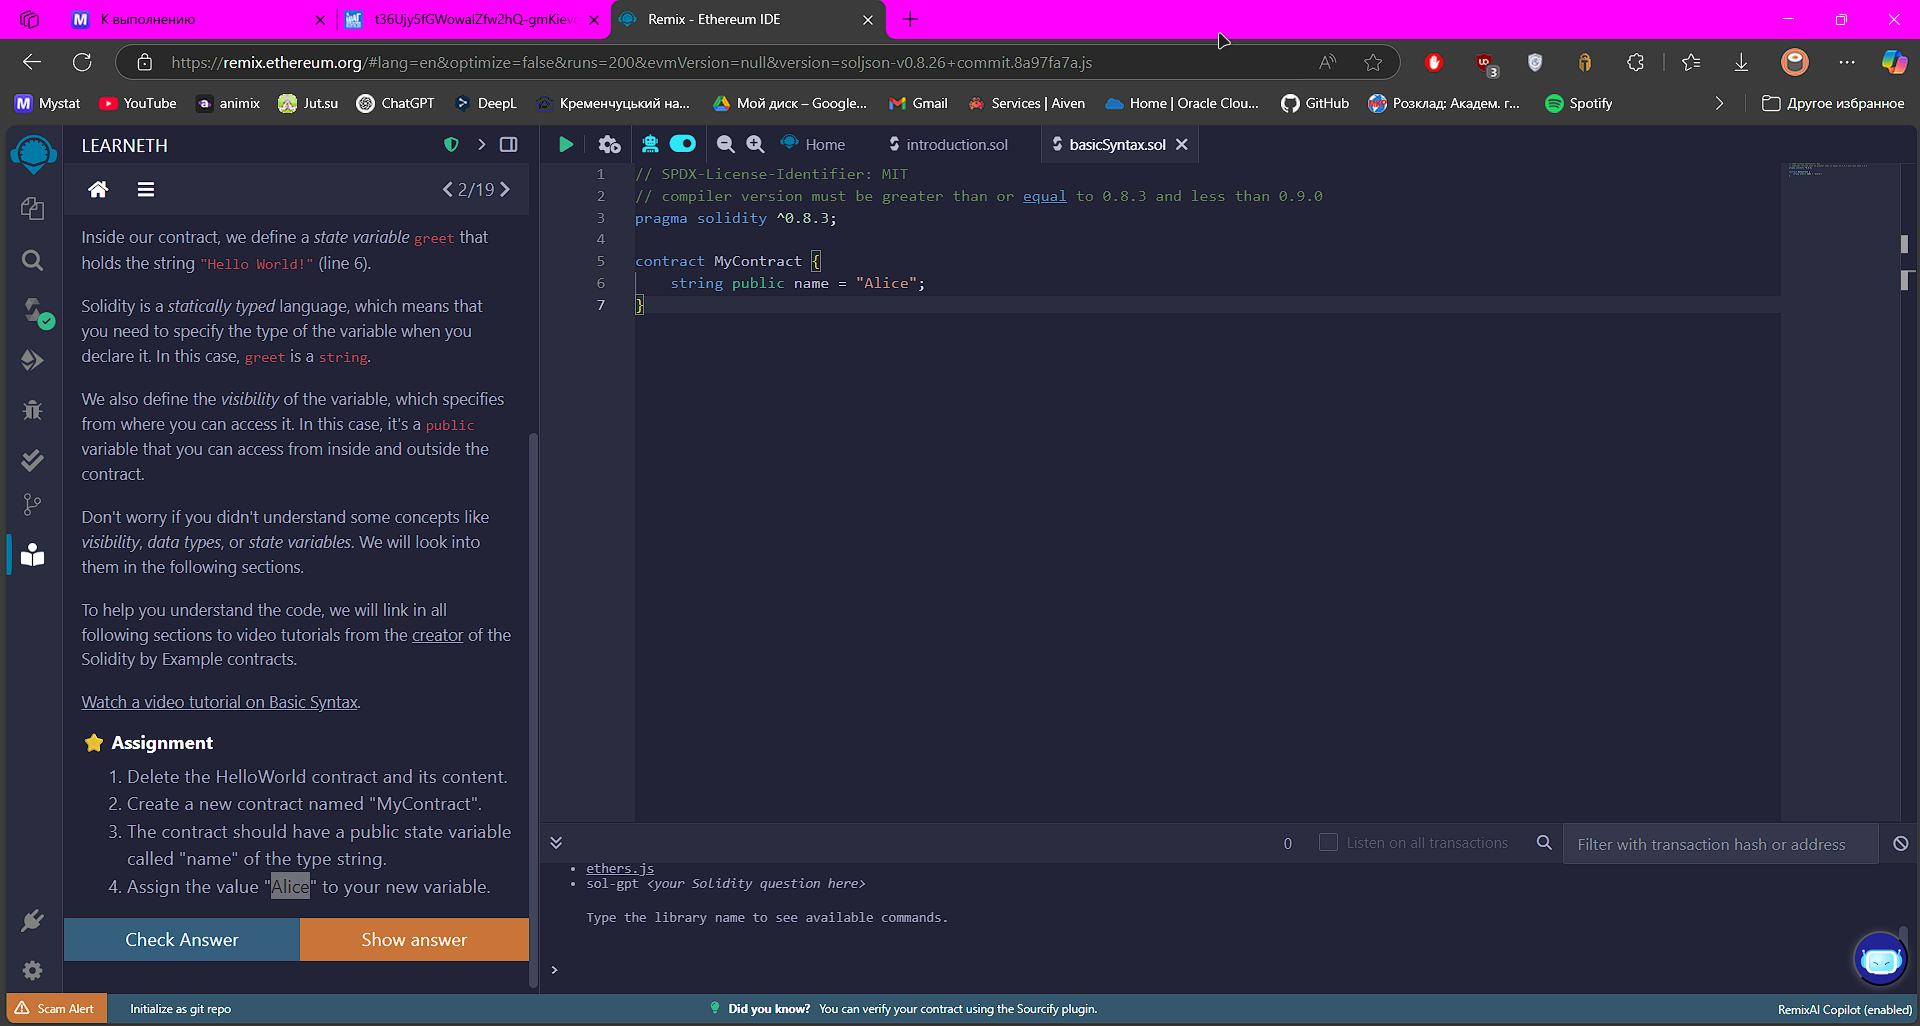 К выполнению
t36Ujy5fGWowalZfw2hQ-gmKiev
Remix - Ethereum IDE
https://remix.ethereum.org/#lang=en&optimize=false&runs=200&evmVersion=null&version=soljson-v0.8.26+commit.8a97fa7a.js
3
Mystat
YouTube
animix
Jut.su
ChatGPT
DeepL
Кременчуцький на...
Мой диск – Google...
Gmail
Services | Aiven
Home | Oracle Clou...
GitHub
Розклад: Академ. г...
Spotify
Другое избранное
LEARNETH
2/19
Inside our contract, we define a state variable greet that
holds the string "Hello World!" (line 6).
Solidity is a statically typed language, which means that
you need to specify the type of the variable when you
declare it. In this case, greet is a string.
We also define the visibility of the variable, which specifies
from where you can access it. In this case, it's a public
variable that you can access from inside and outside the
contract.
Don't worry if you didn't understand some concepts like
visibility, data types, or state variables. We will look into
them in the following sections.
To help you understand the code, we will link in all
following sections to video tutorials from the creator of the
Solidity by Example contracts.
Watch a video tutorial on Basic Syntax.
Assignment
1. Delete the HelloWorld contract and its content.
2. Create a new contract named "MyContract".
3. The contract should have a public state variable
called "name" of the type string.
4. Assign the value "Alice" to your new variable.
Check Answer
Show answer
Home
introduction.sol
basicSyntax.sol
1 // SPDX-License-Identifier: MIT
2 // compiler version must be greater than or equal to 0.8.3 and less than 0.9.0
3 pragma solidity ^0.8.3;
4
5 contract MyContract {
6 string public name = "Alice";
7 }
0
Listen on all transactions
Filter with transaction hash or address
• ethers.js
• sol-gpt <your Solidity question here>
Type the library name to see available commands.
>
Scam Alert
Initialize as git repo
Did you know? You can verify your contract using the Sourcify plugin.
RemixAI Copilot (enabled)